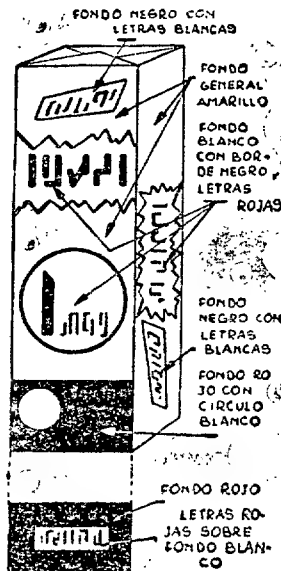 FONDO NEGRO CON
LETRAS BLANCAS
FONDO
GENERAL
AMARILLO
FONDO
BLANCO
CON BOR-
DE NEGRO
LETRAS
ROJAS
FONDO
NEGRO CON
LETRAS
BLANCAS
FONDO RO
JO CON
CIRCULO
BLANCO
FONDO ROJO
LETRAS RO-
JAS SOBRE
FONDO BLAN-
CO